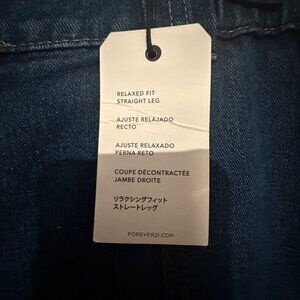 RELAXED FIT
STRAIGHT LEG
AJUSTE RELAJADO
RECTO
AJUSTE RELAXADO
PERNA RETO
COUPE DÉCONTRACTÉE
JAMBE DROITE
リラクシングフィット
ストレートレッグ
FOREVER21.COM